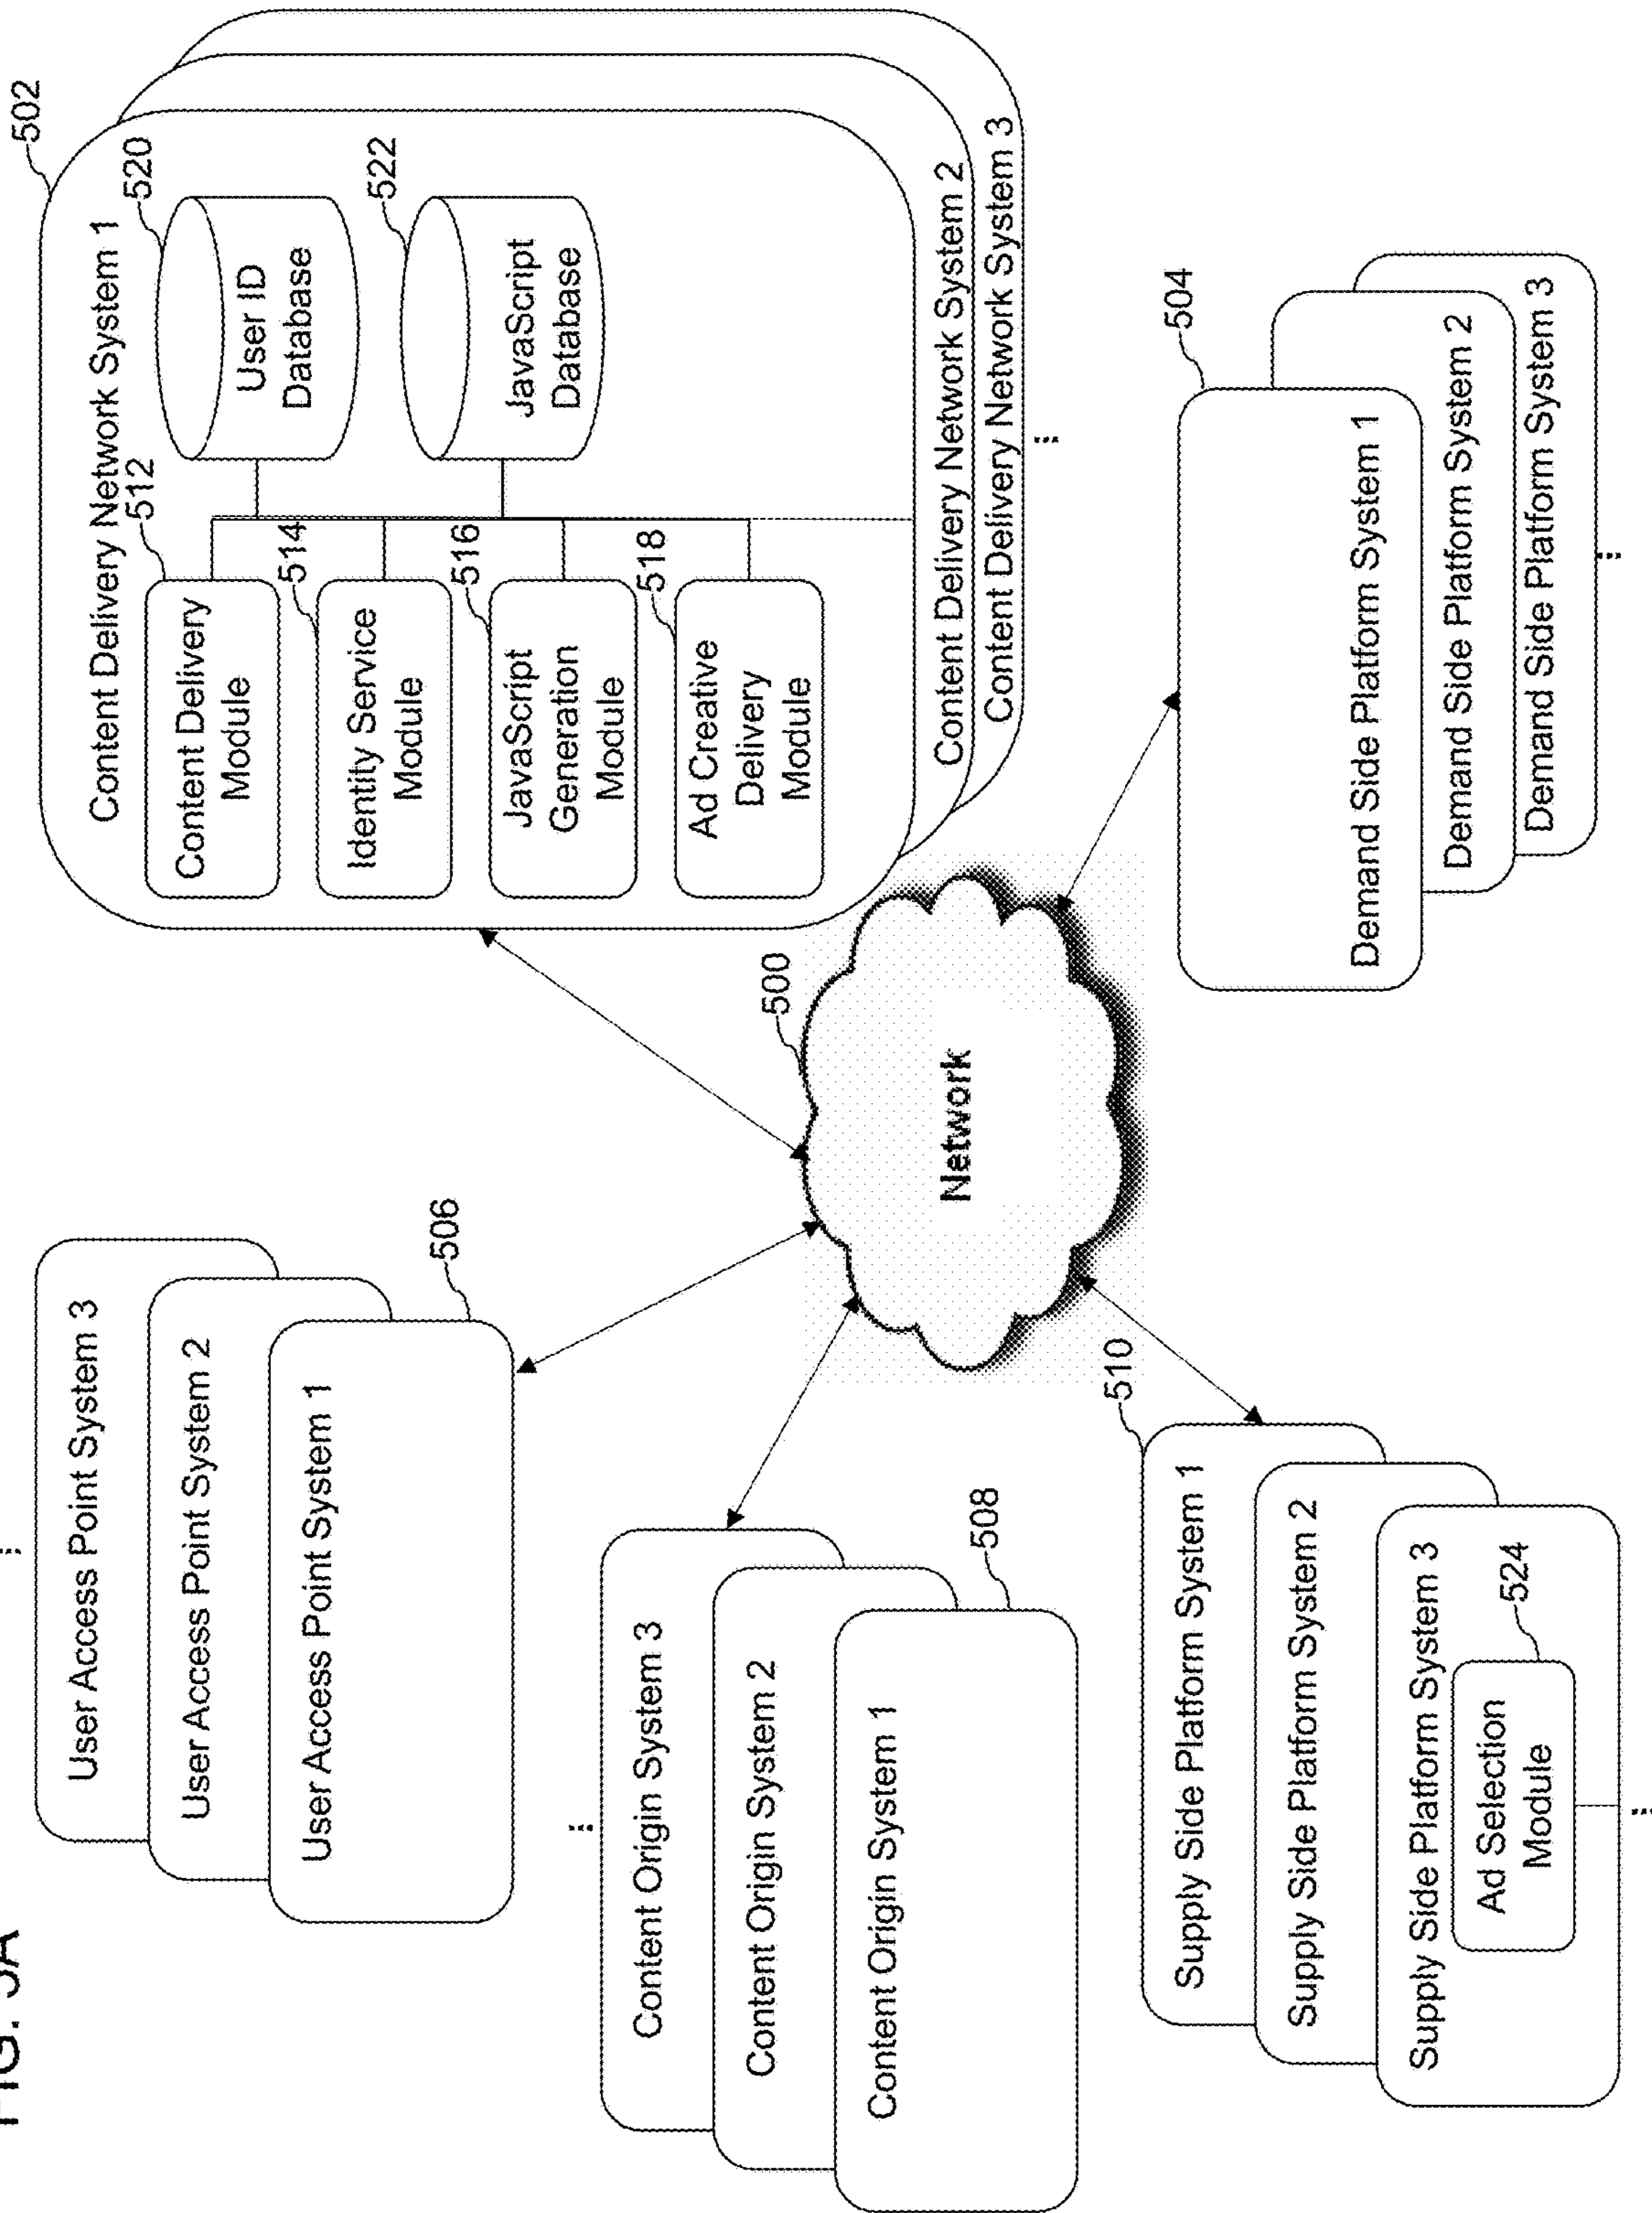 FIG. 5A
⋮
User Access Point System 3
User Access Point System 2
User Access Point System 1
506
⋮
Content Origin System 3
Content Origin System 2
Content Origin System 1
508
510
Supply Side Platform System 1
Supply Side Platform System 2
Supply Side Platform System 3
Ad Selection
Module
524
...
500
Network
502
Content Delivery Network System 1
512
Content Delivery
Module
514
Identity Service
Module
516
JavaScript
Generation
Module
518
Ad Creative
Delivery
Module
520
User ID
Database
522
JavaScript
Database
Content Delivery Network System 2
Content Delivery Network System 3
...
504
Demand Side Platform System 1
Demand Side Platform System 2
Demand Side Platform System 3
...